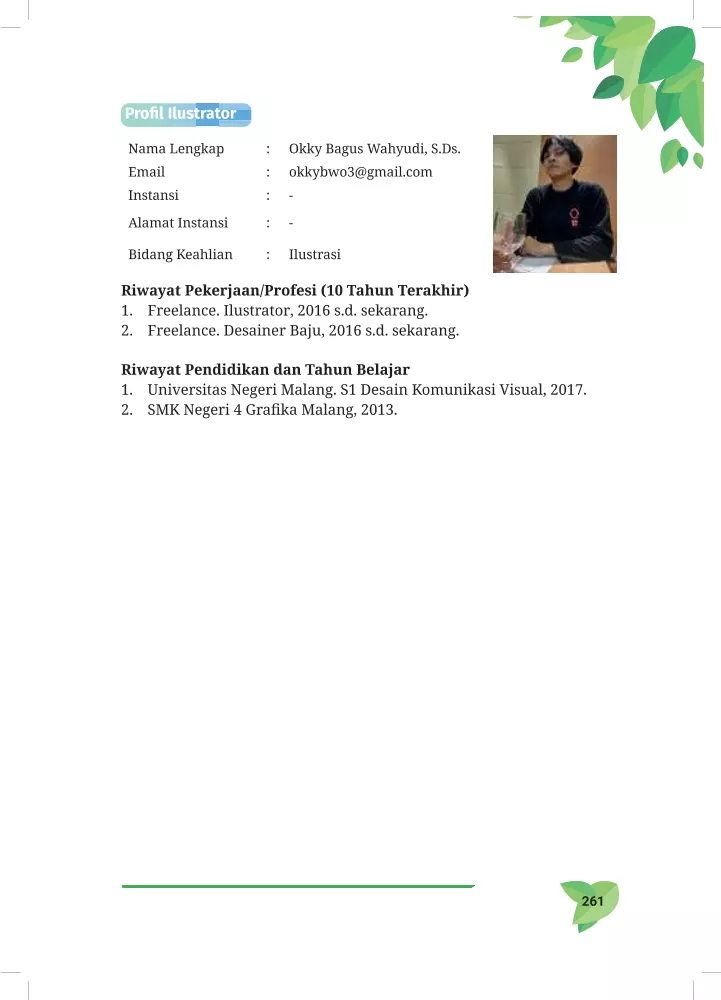 Profil Ilustrator
Nama Lengkap : Okky Bagus Wahyudi, S.Ds.
Email : okkybwo3@gmail.com
Instansi : -
Alamat Instansi : -
Bidang Keahlian : Ilustrasi
Riwayat Pekerjaan/Profesi (10 Tahun Terakhir)
1. Freelance. Ilustrator, 2016 s.d. sekarang.
2. Freelance. Desainer Baju, 2016 s.d. sekarang.
Riwayat Pendidikan dan Tahun Belajar
1. Universitas Negeri Malang. S1 Desain Komunikasi Visual, 2017.
2. SMK Negeri 4 Grafika Malang, 2013.
261